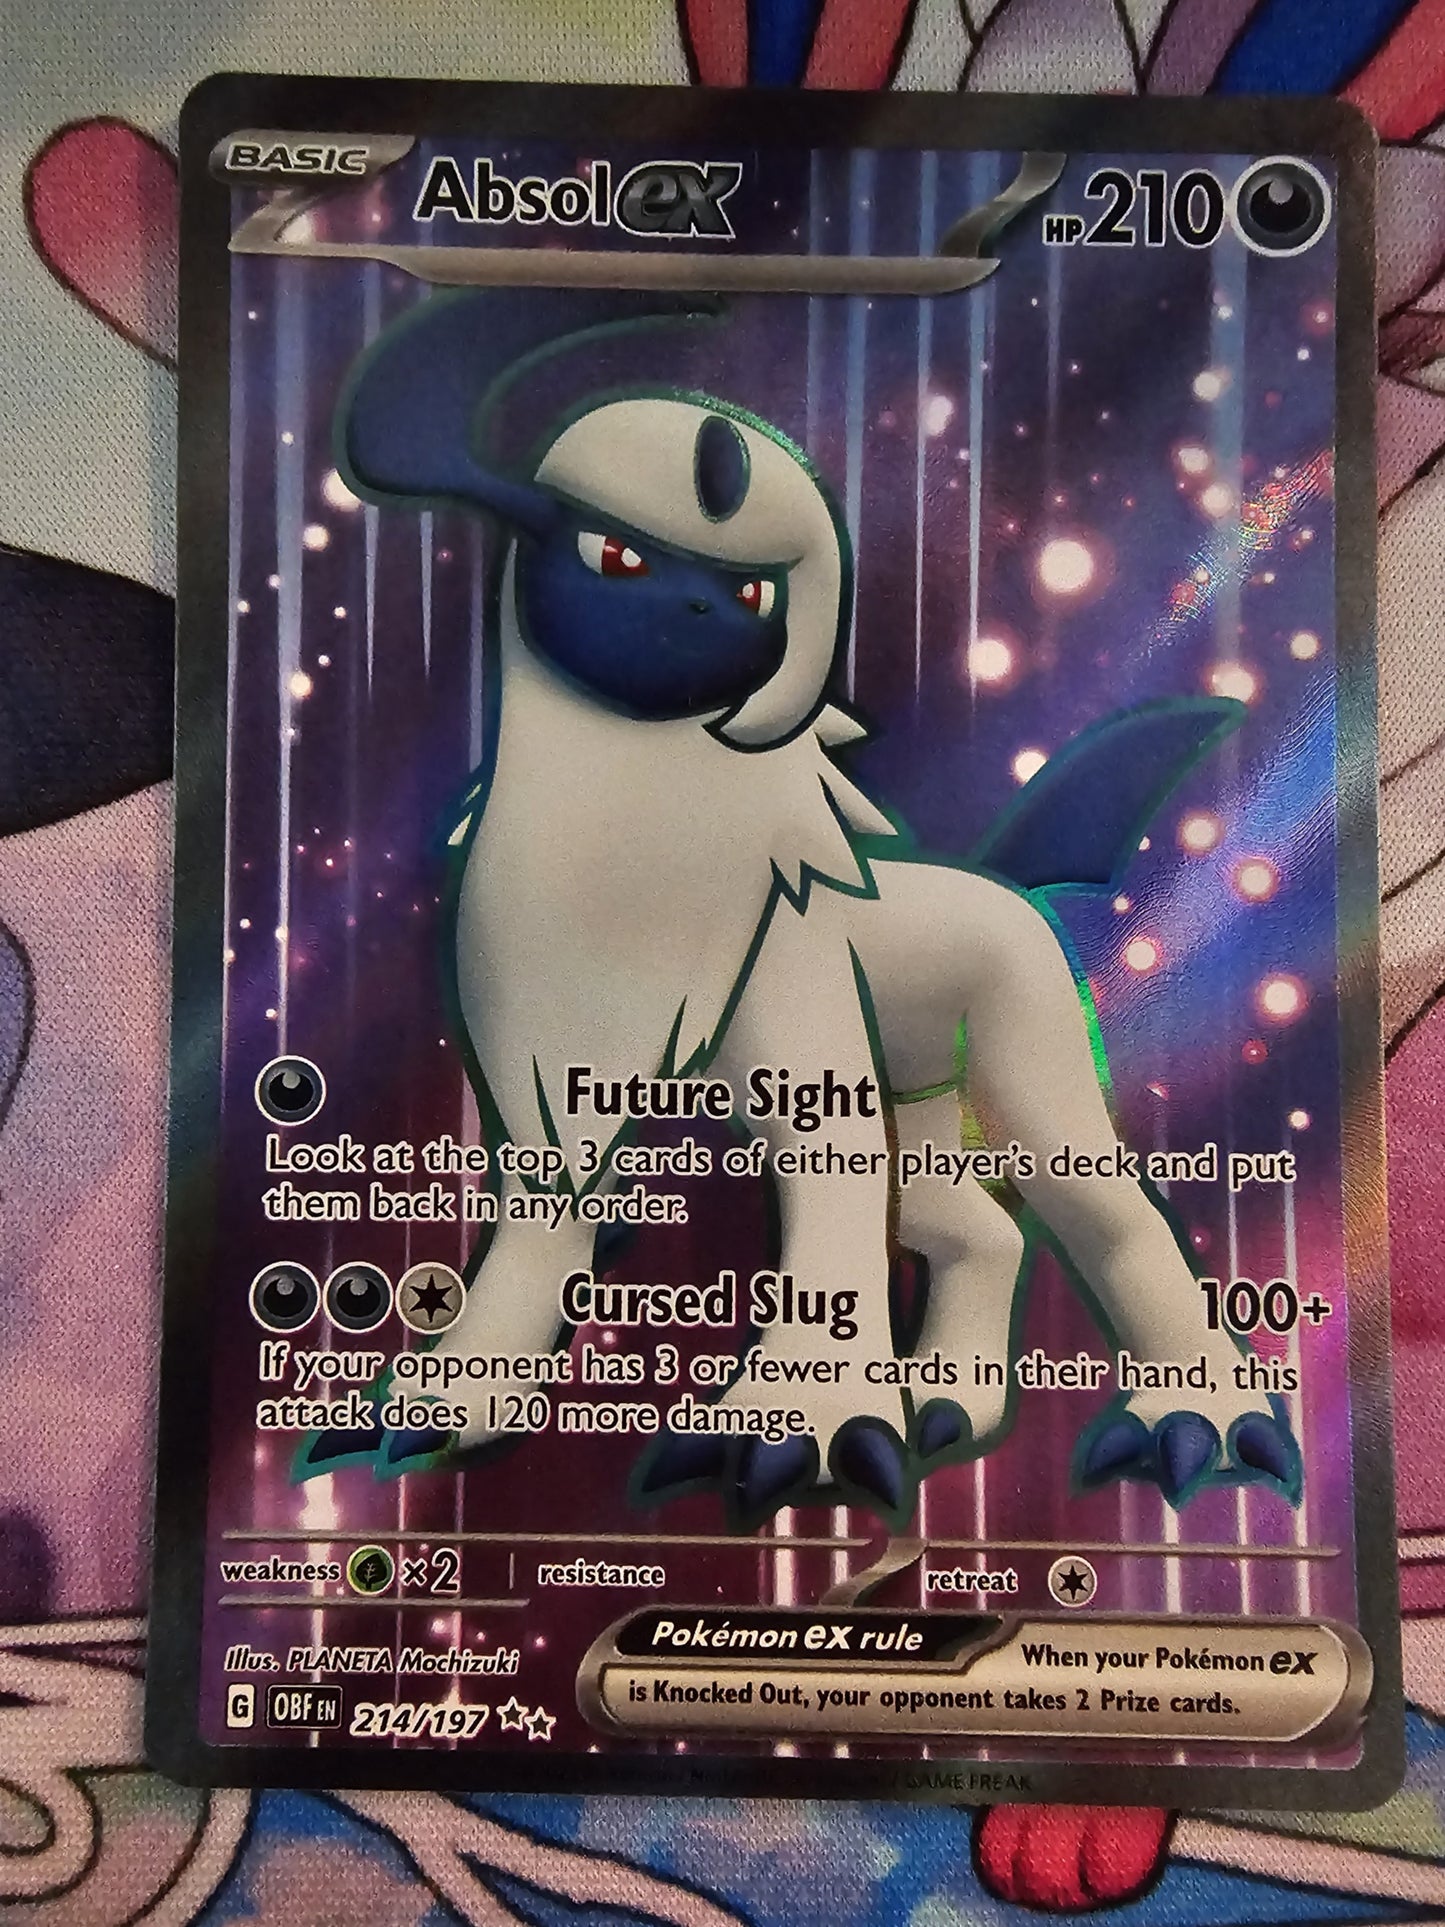 BASIC
Absol ex
HP 210
Future Sight
Look at the top 3 cards of either player's deck and put
them back in any order.
Cursed Slug 100+
If your opponent has 3 or fewer cards in their hand, this
attack does 120 more damage.
weakness ×2 resistance retreat
Illus. PLANETA Mochizuki
Pokémon ex rule
When your Pokémon ex
is Knocked Out, your opponent takes 2 Prize cards.
G OBF EN 214/197
GAME FREAK